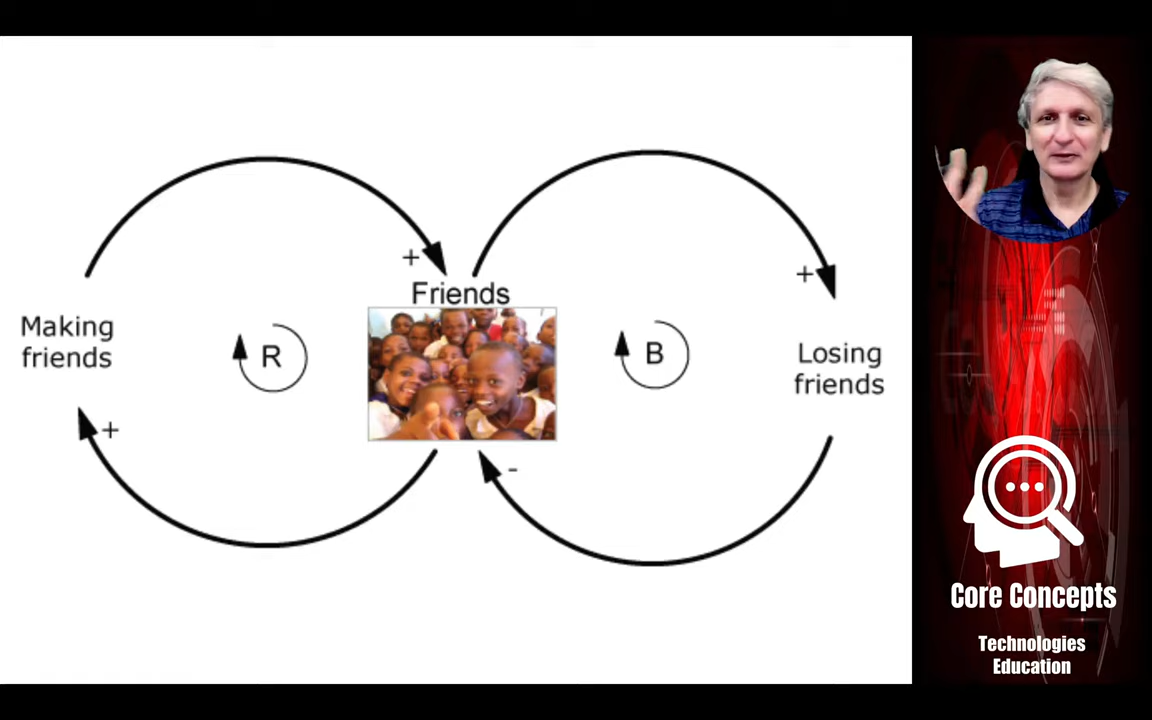 +
+
Friends
Making
friends
R
B
Losing
friends
+
-
Core Concepts
Technologies
Education